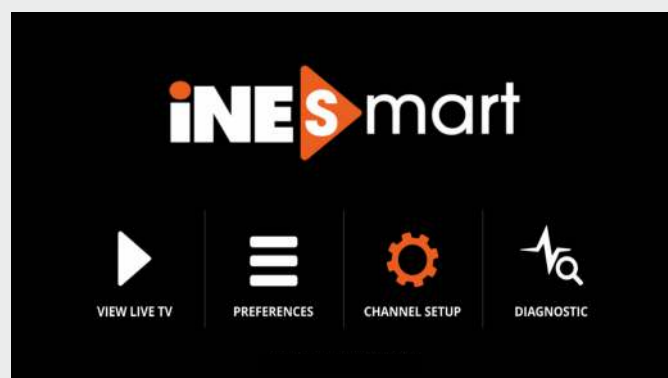 iNESmart
VIEW LIVE TV
PREFERENCES
CHANNEL SETUP
DIAGNOSTIC